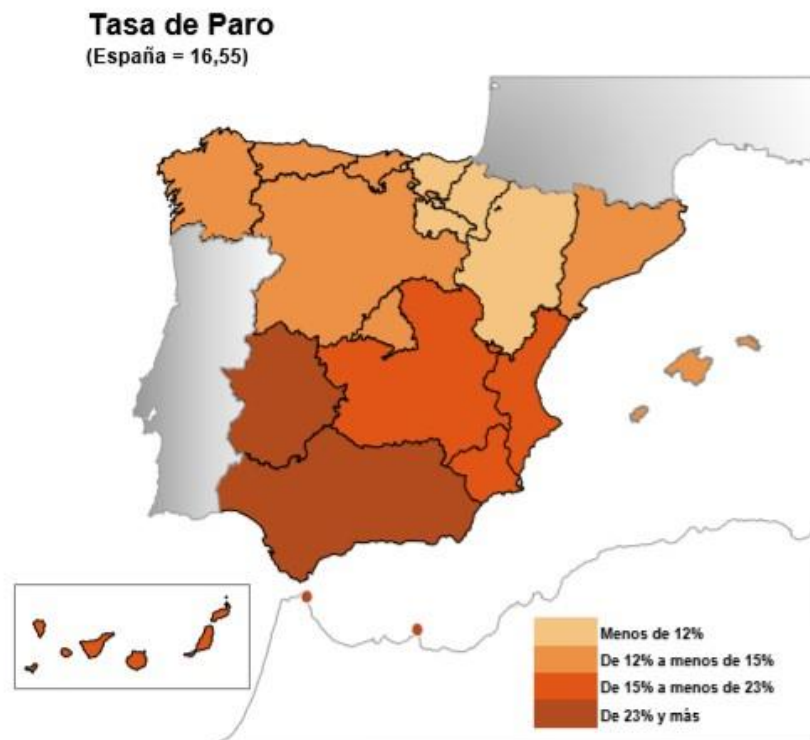 Tasa de Paro
(España = 16,55)
Menos de 12%
De 12% a menos de 15%
De 15% a menos de 23%
De 23% y más